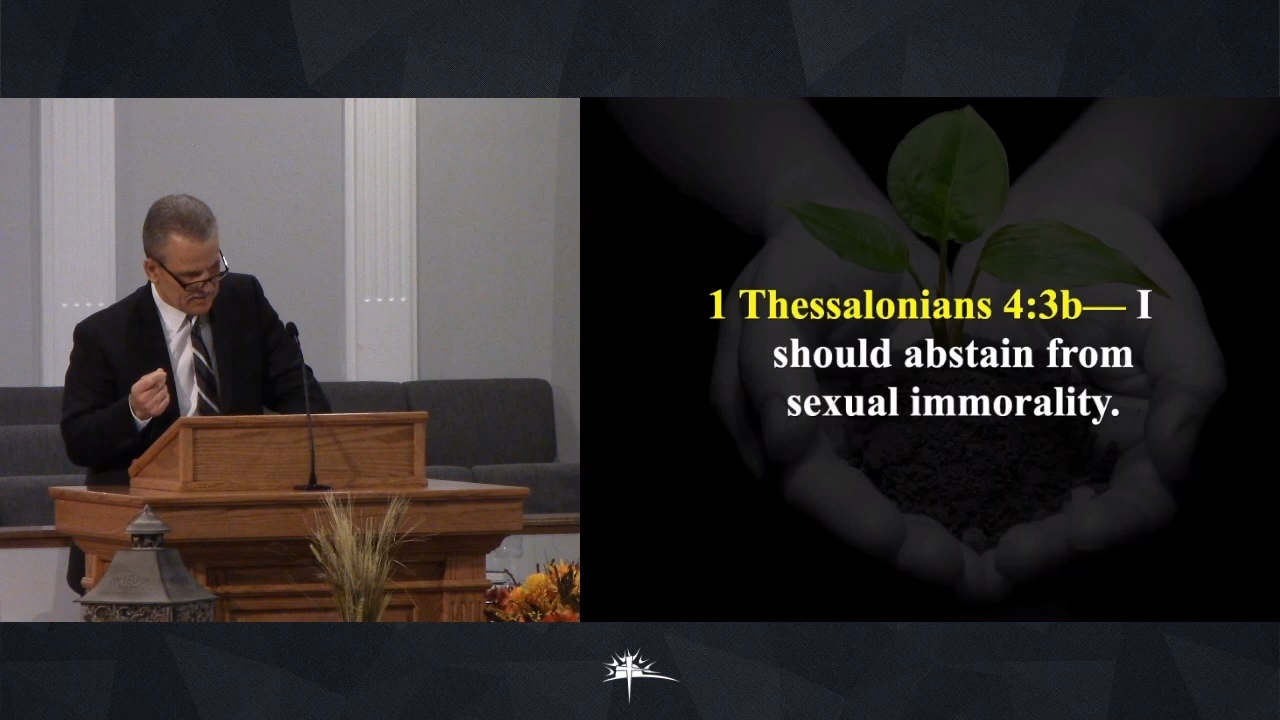 1 Thessalonians 4:3b— I
should abstain from
sexual immorality.